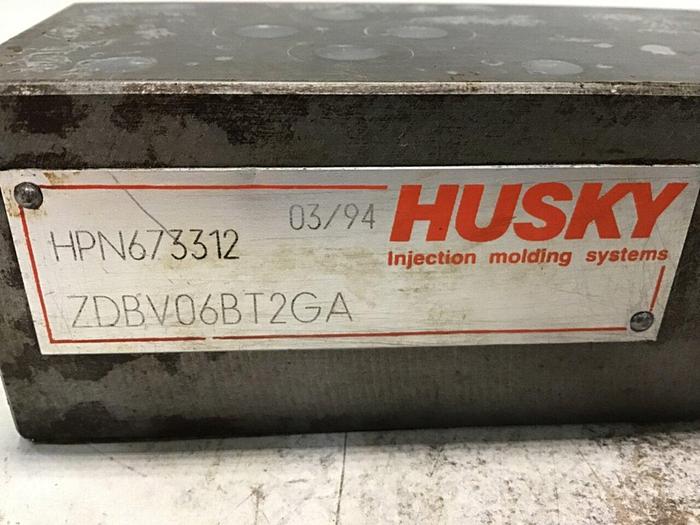 03/94 HUSKY
HPN673312
Injection molding systems
ZDBV06BT2GA